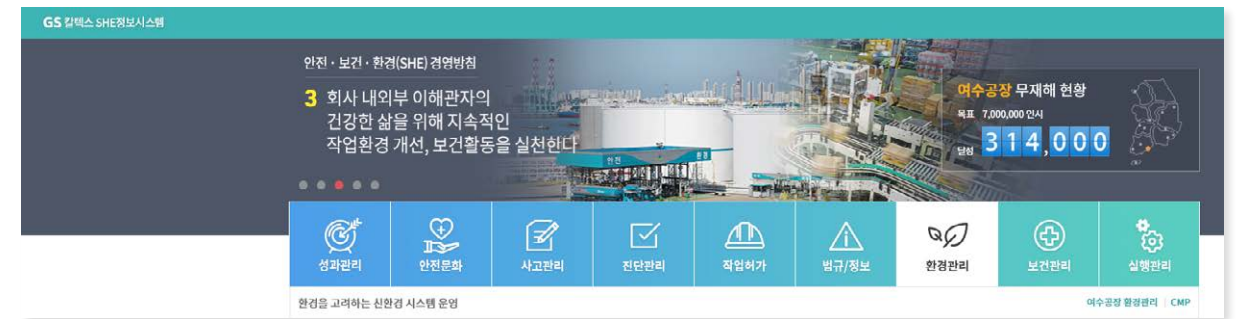 GS 칼텍스 SHE정보시스템
안전 · 보건 · 환경(SHE) 경영방침
3 회사 내외부 이해관자의
건강한 삶을 위해 지속적인
작업환경 개선, 보건활동을 실천한다
여수공장 무재해 현황
목표 7,000,000 인시
달성 314,000
안전
환경
성과관리
안전문화
사고관리
진단관리
작업허가
법규/정보
환경관리
보건관리
실행관리
환경을 고려하는 신환경 시스템 운영
여수공장 환경관리 | CMP